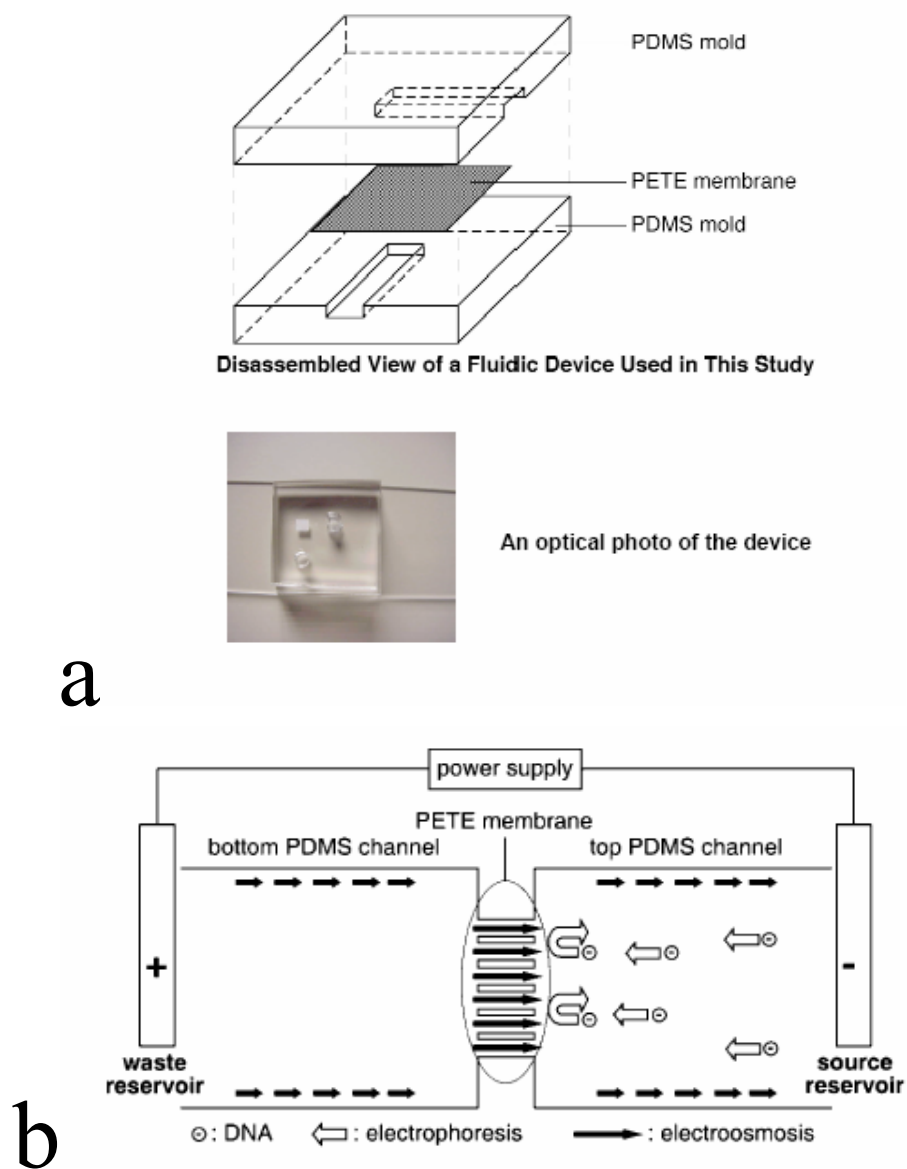 PDMS mold
PETE membrane
PDMS mold
Disassembled View of a Fluidic Device Used in This Study
An optical photo of the device
a
power supply
PETE membrane
bottom PDMS channel
top PDMS channel
+
-
waste
reservoir
source
reservoir
b
⊝: DNA
: electrophoresis
: electroosmosis